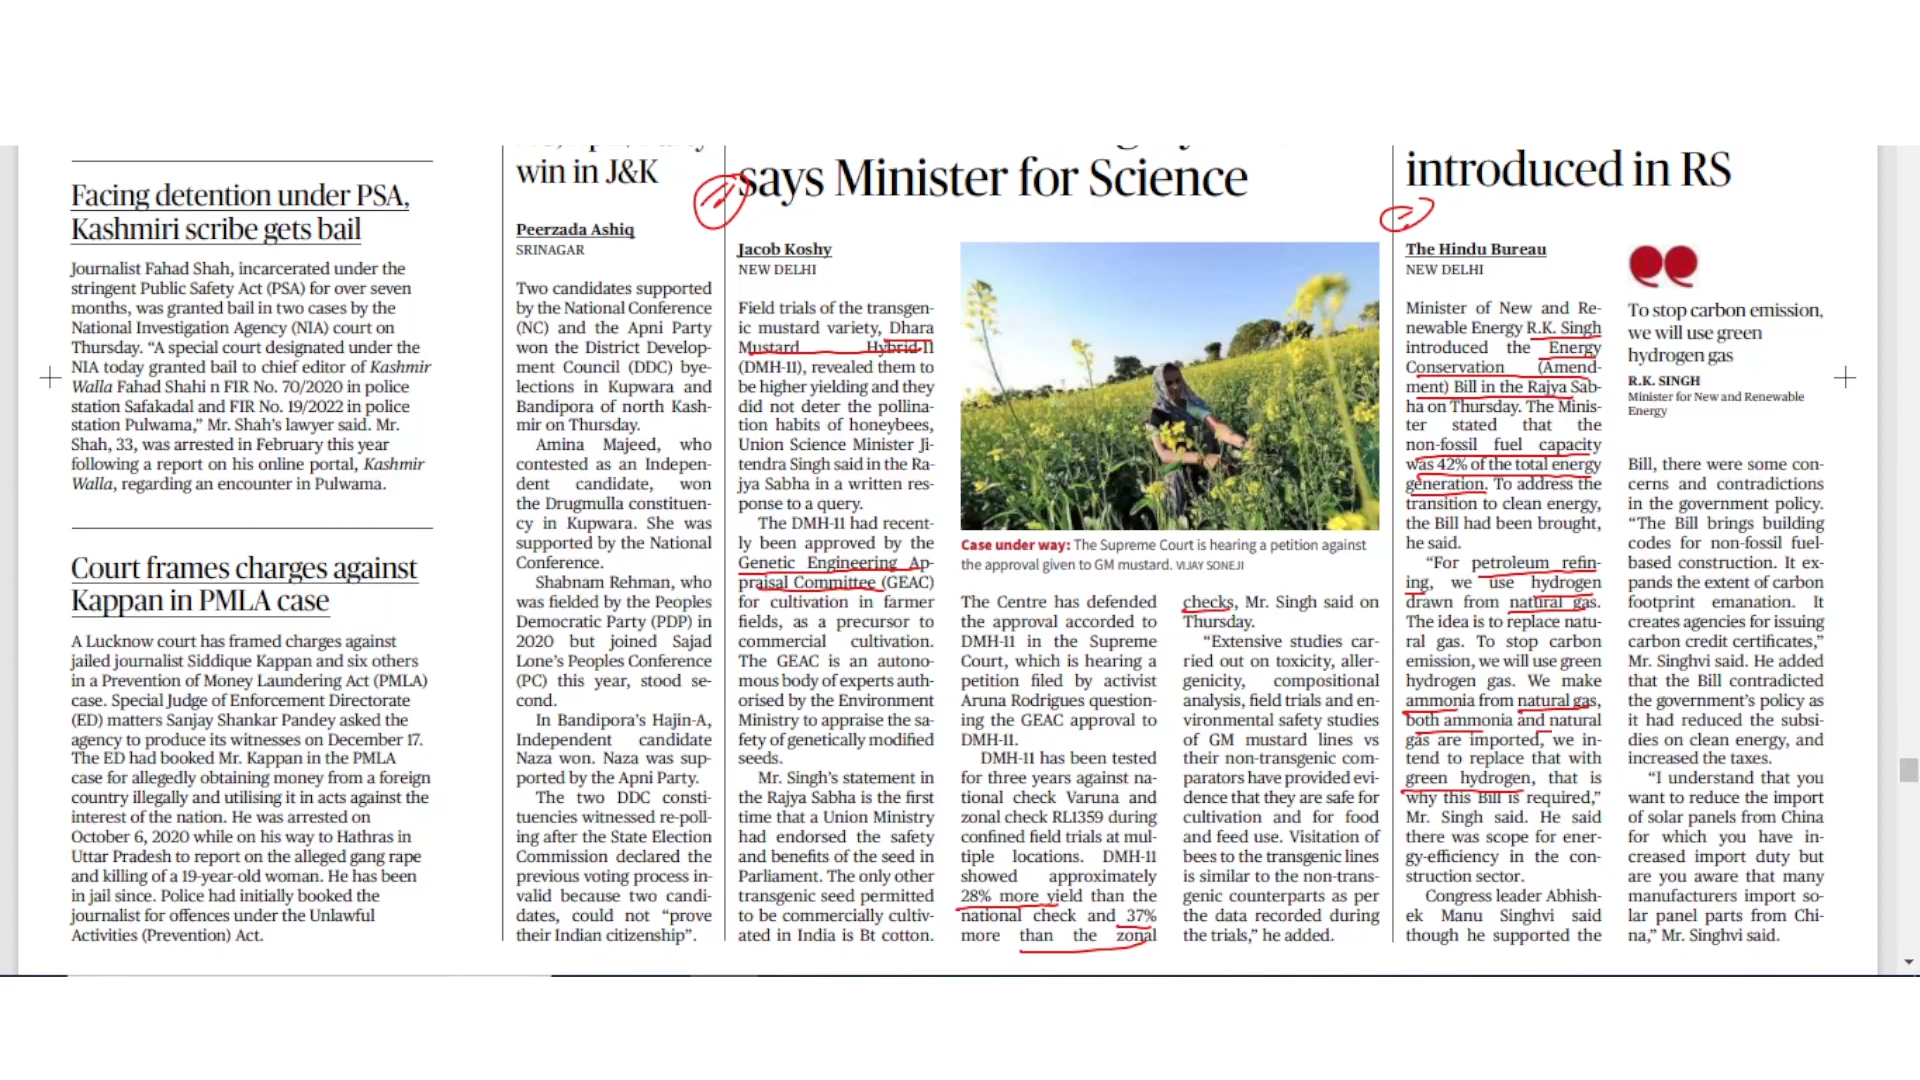 Facing detention under PSA,
Kashmiri scribe gets bail
Journalist Fahad Shah, incarcerated under the
stringent Public Safety Act (PSA) for over seven
months, was granted bail in two cases by the
National Investigation Agency (NIA) court on
Thursday. “A special court designated under the
NIA today granted bail to chief editor of Kashmir
Walla Fahad Shahi n FIR No. 70/2020 in police
station Safakadal and FIR No. 19/2022 in police
station Pulwama,” Mr. Shah’s lawyer said. Mr.
Shah, 33, was arrested in February this year
following a report on his online portal, Kashmir
Walla, regarding an encounter in Pulwama.
Court frames charges against
Kappan in PMLA case
A Lucknow court has framed charges against
jailed journalist Siddique Kappan and six others
in a Prevention of Money Laundering Act (PMLA)
case. Special Judge of Enforcement Directorate
(ED) matters Sanjay Shankar Pandey asked the
agency to produce its witnesses on December 17.
The ED had booked Mr. Kappan in the PMLA
case for allegedly obtaining money from a foreign
country illegally and utilising it in acts against the
interest of the nation. He was arrested on
October 6, 2020 while on his way to Hathras in
Uttar Pradesh to report on the alleged gang rape
and killing of a 19-year-old woman. He has been
in jail since. Police had initially booked the
journalist for offences under the Unlawful
Activities (Prevention) Act.
win in J&K
Peerzada Ashiq
SRINAGAR
Two candidates supported
by the National Conference
(NC) and the Apni Party
won the District Develop-
ment Council (DDC) bye-
lections in Kupwara and
Bandipora of north Kash-
mir on Thursday.
Amina Majeed, who
contested as an Indepen-
dent candidate, won
the Drugmulla constituen-
cy in Kupwara. She was
supported by the National
Conference.
Shabnam Rehman, who
was fielded by the Peoples
Democratic Party (PDP) in
2020 but joined Sajad
Lone’s Peoples Conference
(PC) this year, stood se-
cond.
In Bandipora’s Hajin-A,
Independent candidate
Naza won. Naza was sup-
ported by the Apni Party.
The two DDC consti-
tuencies witnessed re-poll-
ing after the State Election
Commission declared the
previous voting process in-
valid because two candi-
dates, could not “prove
their Indian citizenship”.
says Minister for Science
Jacob Koshy
NEW DELHI
Field trials of the transgen-
ic mustard variety, Dhara
Mustard Hybrid-11
(DMH-11), revealed them to
be higher yielding and they
did not deter the pollina-
tion habits of honeybees,
Union Science Minister Ji-
tendra Singh said in the Ra-
jya Sabha in a written res-
ponse to a query.
The DMH-11 had recent-
ly been approved by the
Genetic Engineering Ap-
praisal Committee (GEAC)
for cultivation in farmer
fields, as a precursor to
commercial cultivation.
The GEAC is an autono-
mous body of experts auth-
orised by the Environment
Ministry to appraise the sa-
fety of genetically modified
seeds.
Mr. Singh’s statement in
the Rajya Sabha is the first
time that a Union Ministry
had endorsed the safety
and benefits of the seed in
Parliament. The only other
transgenic seed permitted
to be commercially cultiv-
ated in India is Bt cotton.
Case under way: The Supreme Court is hearing a petition against
the approval given to GM mustard. VIJAY SONEJI
The Centre has defended
the approval accorded to
DMH-11 in the Supreme
Court, which is hearing a
petition filed by activist
Aruna Rodrigues question-
ing the GEAC approval to
DMH-11.
DMH-11 has been tested
for three years against na-
tional check Varuna and
zonal check RL1359 during
confined field trials at mul-
tiple locations. DMH-11
showed approximately
28% more yield than the
national check and 37%
more than the zonal
checks, Mr. Singh said on
Thursday.
“Extensive studies car-
ried out on toxicity, aller-
genicity, compositional
analysis, field trials and en-
vironmental safety studies
of GM mustard lines vs
their non-transgenic com-
parators have provided evi-
dence that they are safe for
cultivation and for food
and feed use. Visitation of
bees to the transgenic lines
is similar to the non-trans-
genic counterparts as per
the data recorded during
the trials,” he added.
introduced in RS
The Hindu Bureau
NEW DELHI
Minister of New and Re-
newable Energy R.K. Singh
introduced the Energy
Conservation (Amend-
ment) Bill in the Rajya Sab-
ha on Thursday. The Minis-
ter stated that the
non-fossil fuel capacity
was 42% of the total energy
generation. To address the
transition to clean energy,
the Bill had been brought,
he said.
“For petroleum refin-
ing, we use hydrogen
drawn from natural gas.
The idea is to replace natu-
ral gas. To stop carbon
emission, we will use green
hydrogen gas. We make
ammonia from natural gas,
both ammonia and natural
gas are imported, we in-
tend to replace that with
green hydrogen, that is
why this Bill is required,”
Mr. Singh said. He said
there was scope for ener-
gy-efficiency in the con-
struction sector.
Congress leader Abhish-
ek Manu Singhvi said
though he supported the
To stop carbon emission,
we will use green
hydrogen gas
R.K. SINGH
Minister for New and Renewable
Energy
Bill, there were some con-
cerns and contradictions
in the government policy.
“The Bill brings building
codes for non-fossil fuel-
based construction. It ex-
pands the extent of carbon
footprint emanation. It
creates agencies for issuing
carbon credit certificates,”
Mr. Singhvi said. He added
that the Bill contradicted
the government’s policy as
it had reduced the subsi-
dies on clean energy, and
increased the taxes.
“I understand that you
want to reduce the import
of solar panels from China
for which you have in-
creased import duty but
are you aware that many
manufacturers import so-
lar panel parts from Chi-
na,” Mr. Singhvi said.